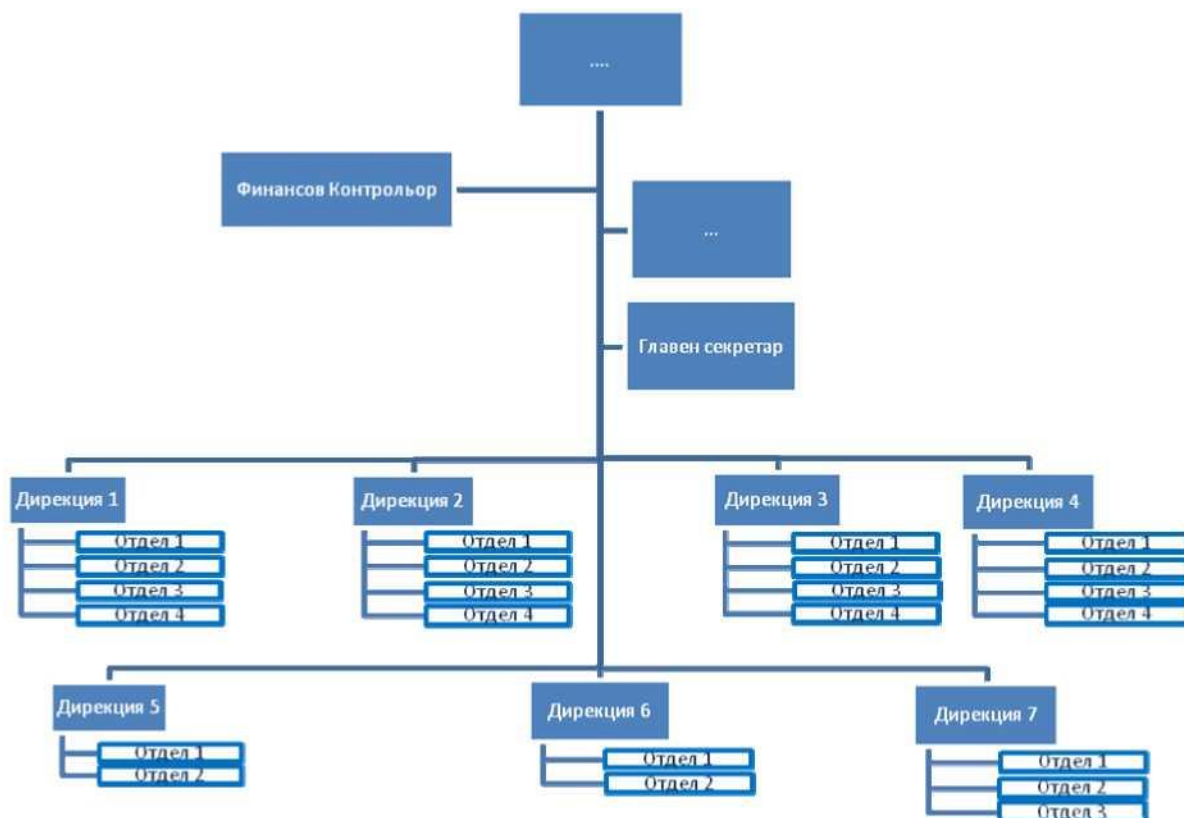 ....
Финансов Контрольор
...
Главен секретар
Дирекция 1
Отдел 1
Отдел 2
Отдел 3
Отдел 4
Дирекция 2
Отдел 1
Отдел 2
Отдел 3
Отдел 4
Дирекция 3
Отдел 1
Отдел 2
Отдел 3
Отдел 4
Дирекция 4
Отдел 1
Отдел 2
Отдел 3
Отдел 4
Дирекция 5
Отдел 1
Отдел 2
Дирекция 6
Отдел 1
Отдел 2
Дирекция 7
Отдел 1
Отдел 2
Отдел 3